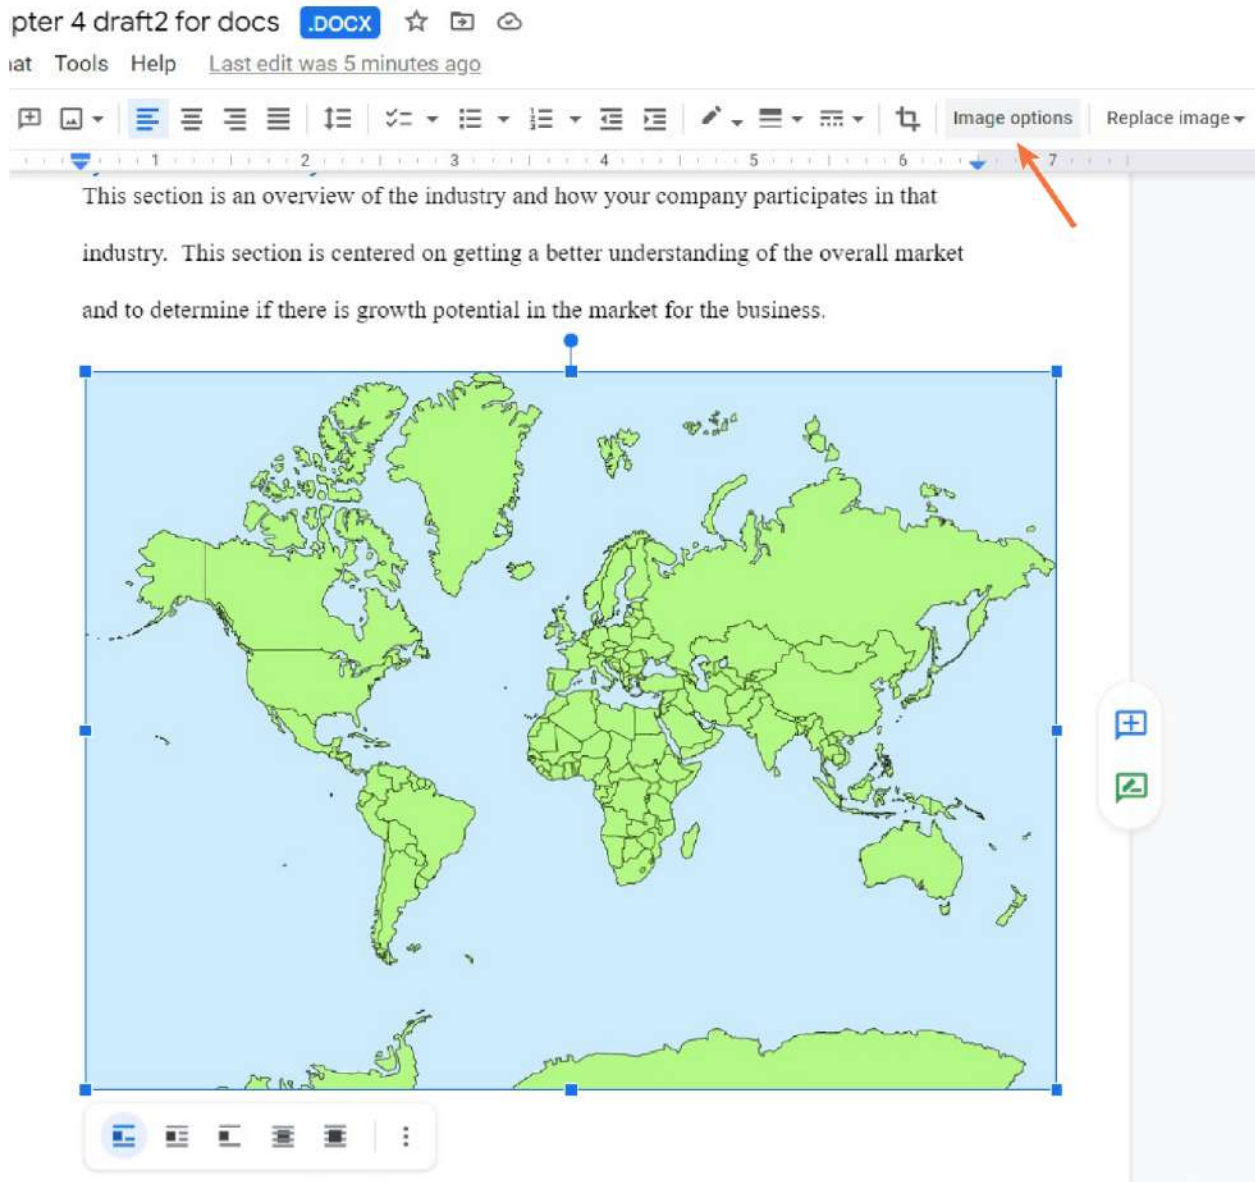 pter 4 draft2 for docs .DOCX
nat Tools Help Last edit was 5 minutes ago
Image options Replace image
1 2 3 4 5 6 7
This section is an overview of the industry and how your company participates in that
industry. This section is centered on getting a better understanding of the overall market
and to determine if there is growth potential in the market for the business.